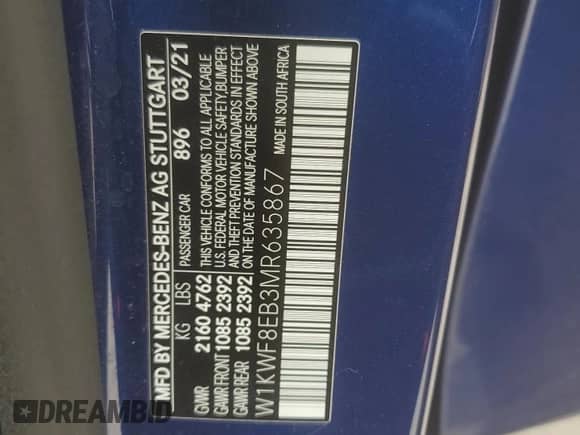 MFD BY MERCEDES-BENZ AG STUTTGART
KG LBS PASSENGER CAR 896 03/21
GVWR 2160 4762 THIS VEHICLE CONFORMS TO ALL APPLICABLE
GAWR FRONT 1085 2392 U.S. FEDERAL MOTOR VEHICLE SAFETY,BUMPER
GAWR REAR 1085 2392 AND THEFT PREVENTION STANDARDS IN EFFECT
ON THE DATE OF MANUFACTURE SHOWN ABOVE
W1KWF8EB3MR635867 MADE IN SOUTH AFRICA
DREAMBID